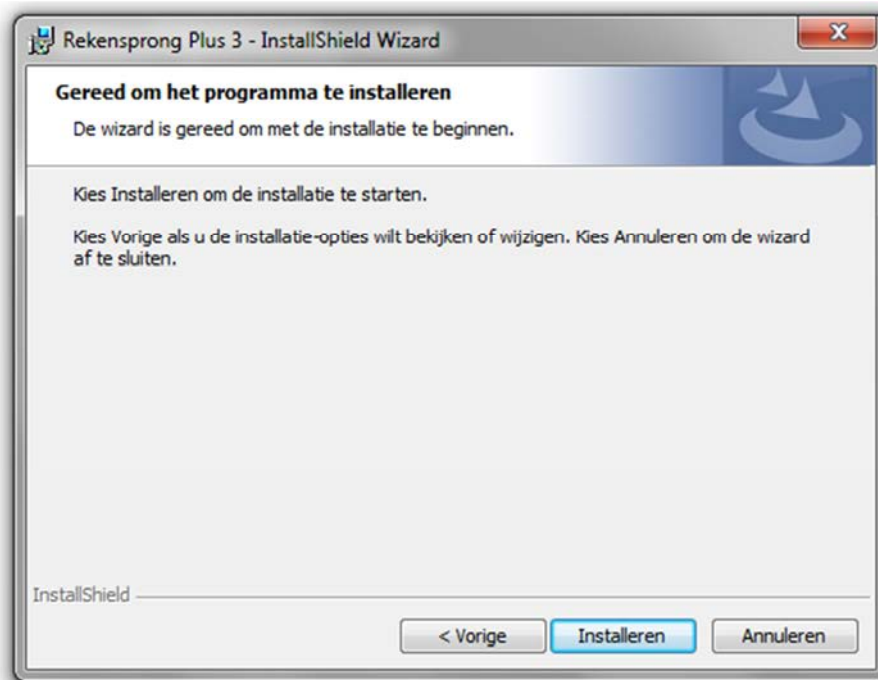 Rekensprong Plus 3 - InstallShield Wizard
Gereed om het programma te installeren
De wizard is gereed om met de installatie te beginnen.
Kies Installeren om de installatie te starten.
Kies Vorige als u de installatie-opties wilt bekijken of wijzigen. Kies Annuleren om de wizard
af te sluiten.
InstallShield
< Vorige
Installeren
Annuleren